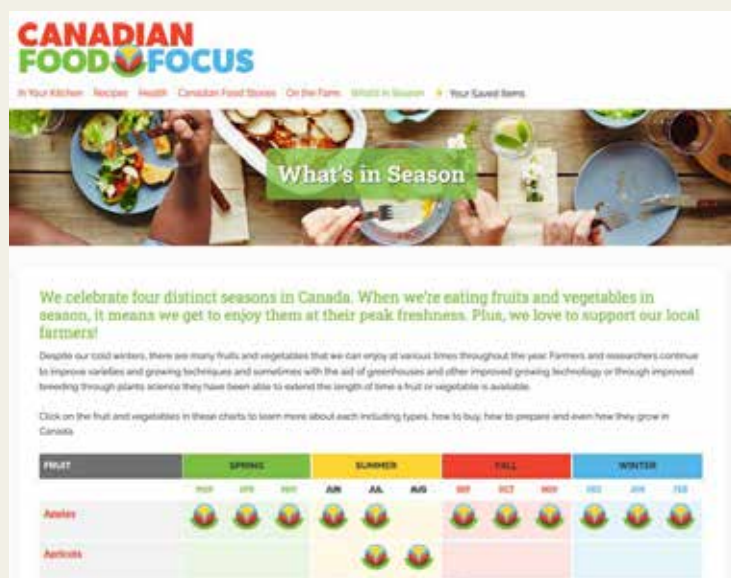 CANADIAN
FOOD FOCUS
In Your Kitchen Recipes Health Canadian Food Stories On the Farm What's in Season Your Saved Items
What's in Season
We celebrate four distinct seasons in Canada. When we're eating fruits and vegetables in
season, it means we get to enjoy them at their peak freshness. Plus, we love to support our local
farmers!
Despite our cold winters, there are many fruits and vegetables that we can enjoy at various times throughout the year. Farmers and researchers continue
to improve varieties and growing techniques and sometimes with the aid of greenhouses and other improved growing technology or through improved
breeding through plants science they have been able to extend the length of time a fruit or vegetable is available.
Click on the fruit and vegetables in these charts to learn more about each including types, how to buy, how to prepare and even how they grow in
Canada.
FRUIT SPRING SUMMER FALL WINTER
MAR APR MAY JUN JUL AUG SEP OCT NOV DEC JAN FEB
Apples
Apricots